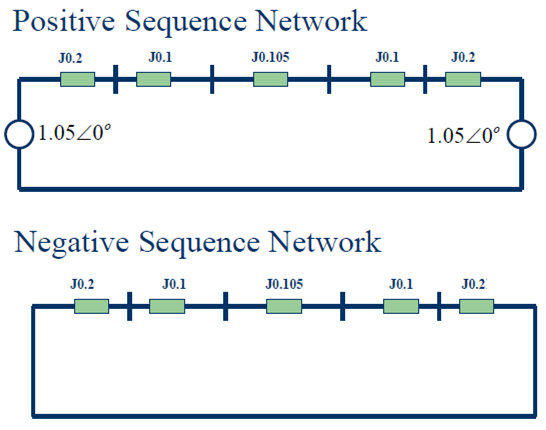 Positive Sequence Network
J0.2 J0.1 J0.105 J0.1 J0.2
1.05∠0° 1.05∠0°
Negative Sequence Network
J0.2 J0.1 J0.105 J0.1 J0.2